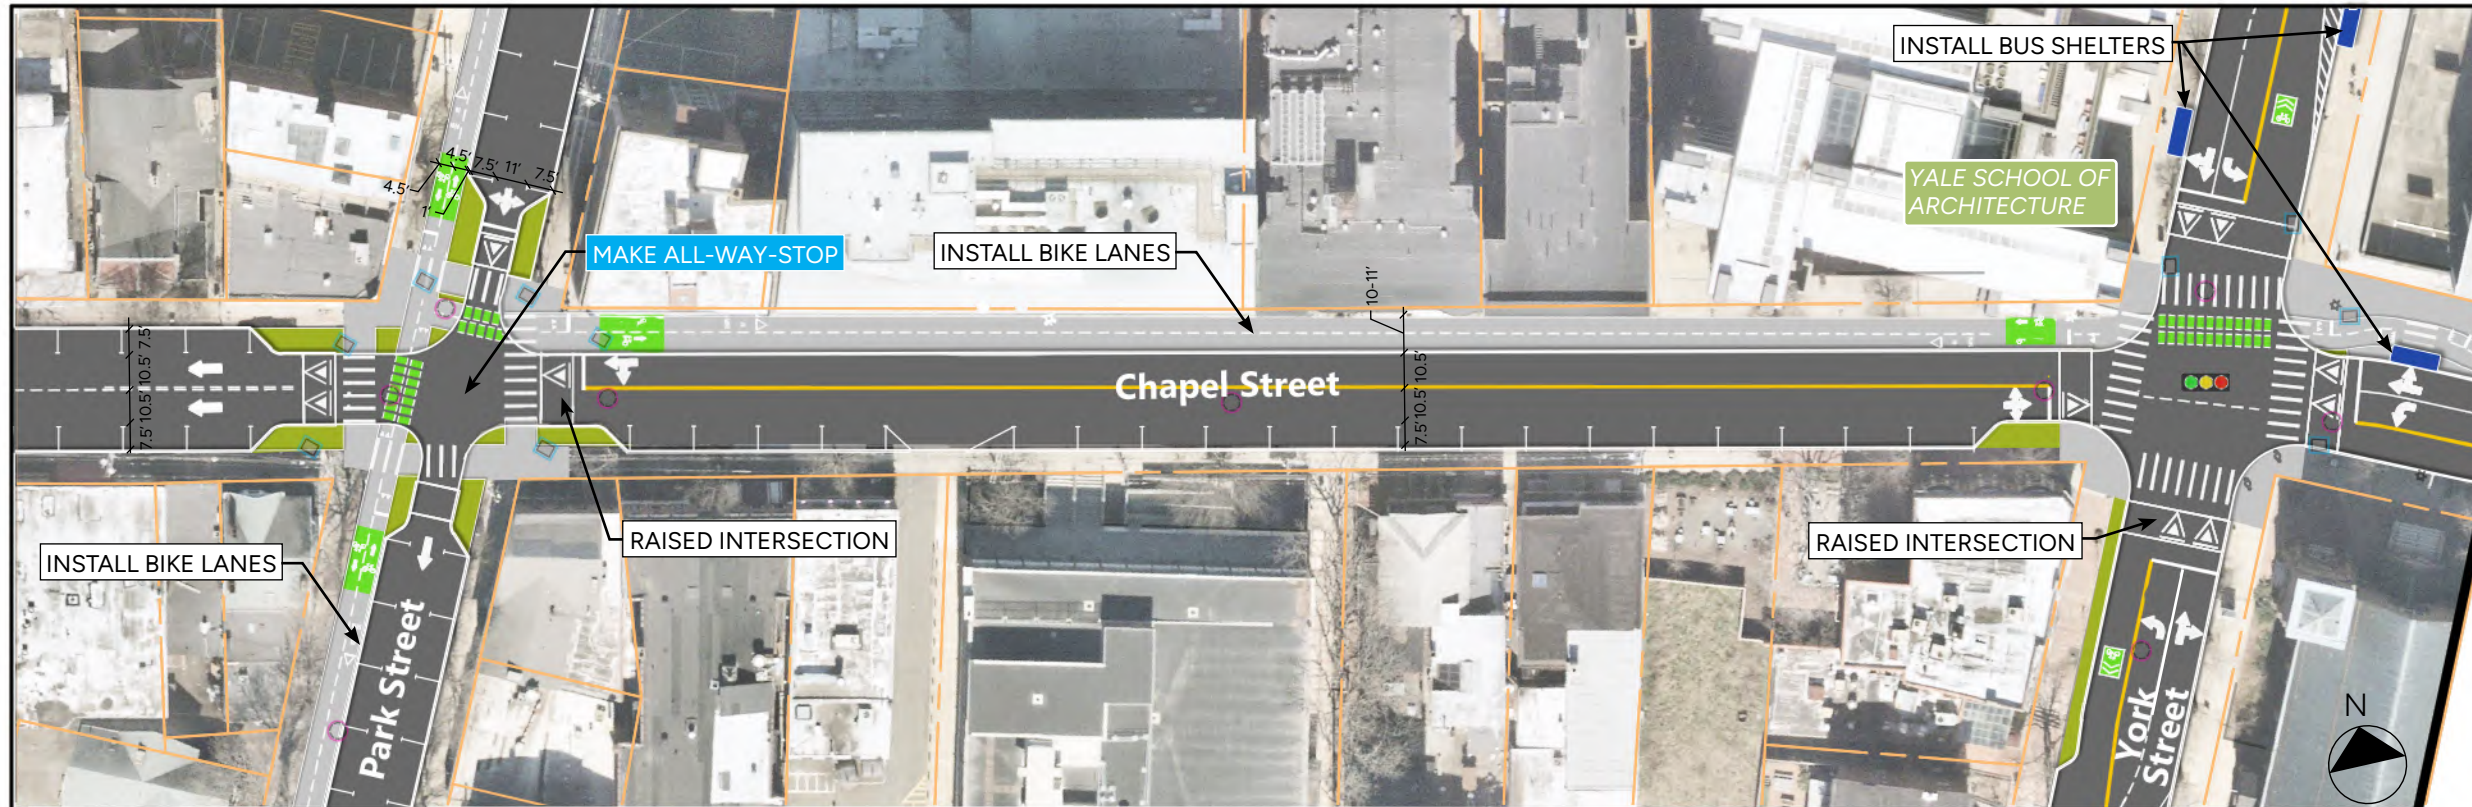 INSTALL BUS SHELTERS
YALE SCHOOL OF
ARCHITECTURE
4.5' 7.5' 11' 7.5'
4.5'
1'
MAKE ALL-WAY-STOP
INSTALL BIKE LANES
10-11'
7.5'
10.5'
10.5'
7.5'
Chapel Street
10.5'
10.5'
7.5'
RAISED INTERSECTION
RAISED INTERSECTION
INSTALL BIKE LANES
Park Street
York
Street
N